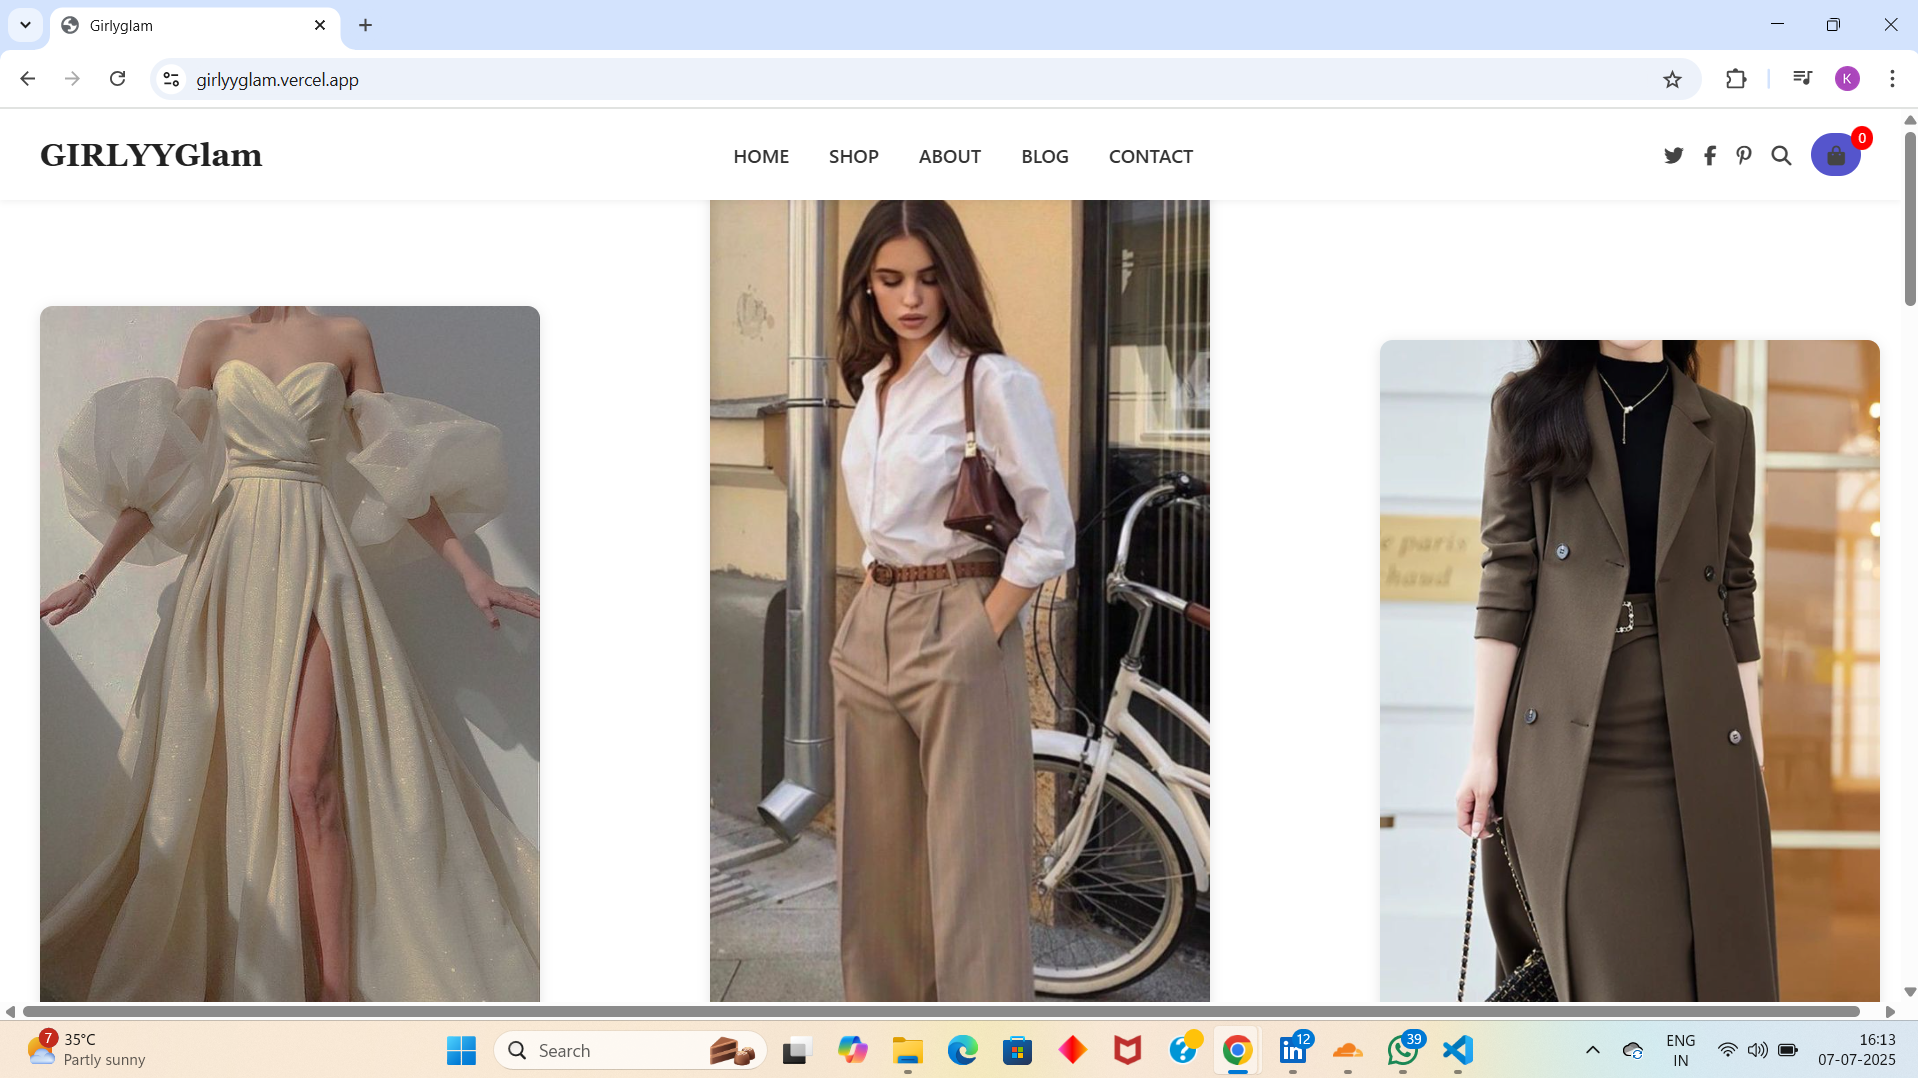 Girlyglam
girlyyglam.vercel.app
K
GIRLYYGlam
HOME
SHOP
ABOUT
BLOG
CONTACT
0
e paris
chaud
7
35°C
Partly sunny
Search
12
39
ENG
IN
16:13
07-07-2025